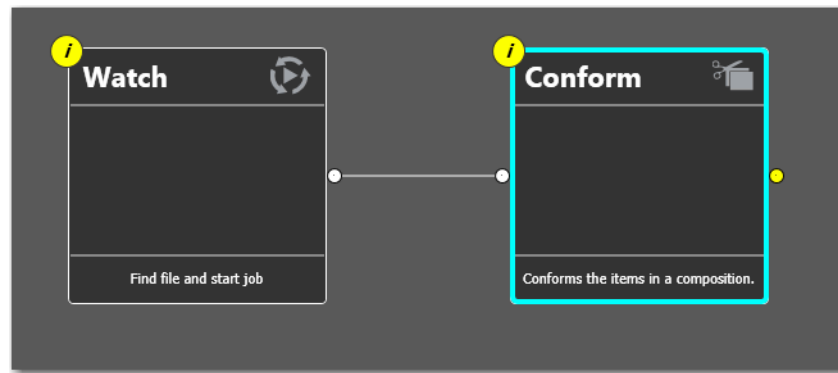 i
Watch
Find file and start job
i
Conform
Conforms the items in a composition.